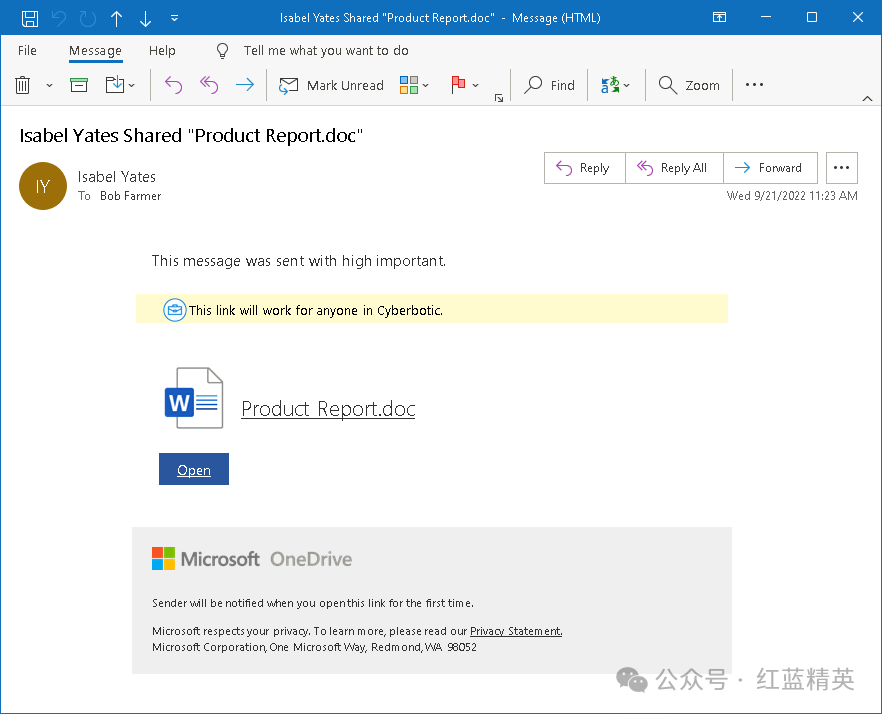 Isabel Yates Shared "Product Report.doc" - Message (HTML)
File Message Help Tell me what you want to do
Mark Unread Find Zoom
Isabel Yates Shared "Product Report.doc"
IY
Isabel Yates
To Bob Farmer
Reply Reply All Forward
Wed 9/21/2022 11:23 AM
This message was sent with high important.
This link will work for anyone in Cyberbotic.
W
Product Report.doc
Open
Microsoft OneDrive
Sender will be notified when you open this link for the first time.
Microsoft respects your privacy. To learn more, please read our Privacy Statement.
Microsoft Corporation, One Microsoft Way, Redmond, WA 98052
公众号 · 红蓝精英